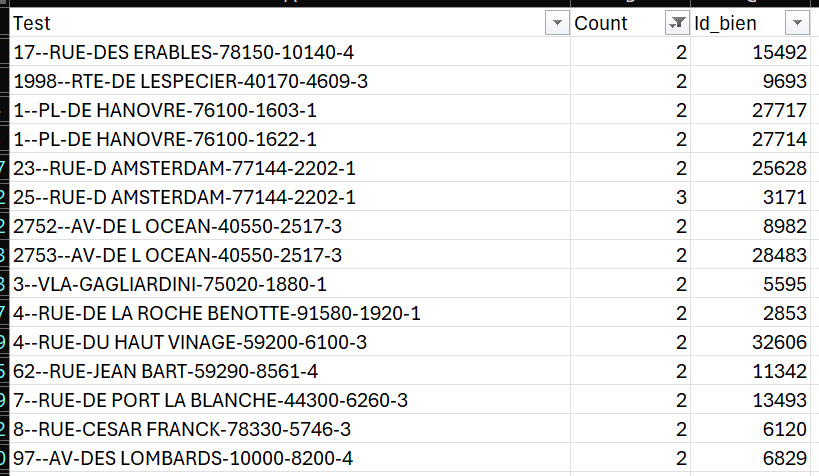 Test Count Id_bien
17--RUE-DES ERABLES-78150-10140-4 2 15492
1998--RTE-DE LESPECIER-40170-4609-3 2 9693
1--PL-DE HANOVRE-76100-1603-1 2 27717
1--PL-DE HANOVRE-76100-1622-1 2 27714
23--RUE-D AMSTERDAM-77144-2202-1 2 25628
25--RUE-D AMSTERDAM-77144-2202-1 3 3171
2752--AV-DE L OCEAN-40550-2517-3 2 8982
2753--AV-DE L OCEAN-40550-2517-3 2 28483
3--VLA-GAGLIARDINI-75020-1880-1 2 5595
4--RUE-DE LA ROCHE BENOTTE-91580-1920-1 2 2853
4--RUE-DU HAUT VINAGE-59200-6100-3 2 32606
62--RUE-JEAN BART-59290-8561-4 2 11342
7--RUE-DE PORT LA BLANCHE-44300-6260-3 2 13493
8--RUE-CESAR FRANCK-78330-5746-3 2 6120
97--AV-DES LOMBARDS-10000-8200-4 2 6829